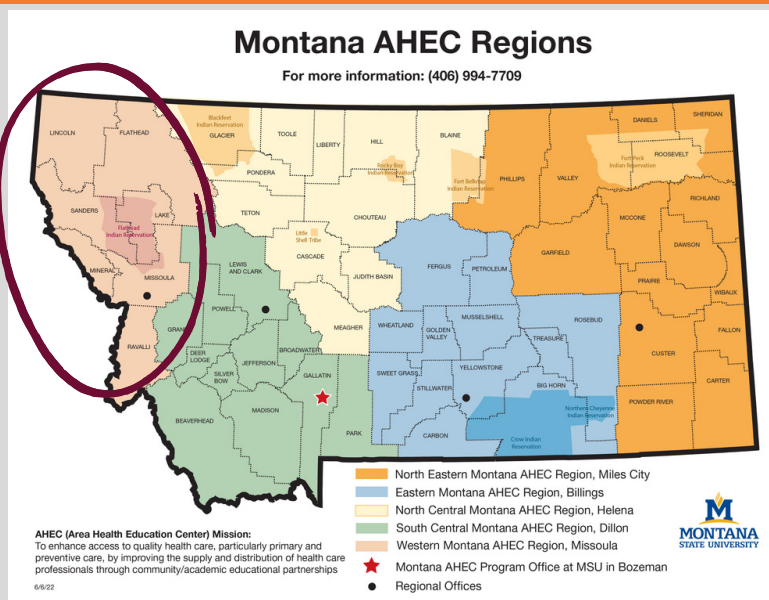 Montana AHEC Regions
For more information: (406) 994-7709
LINCOLN
FLATHEAD
Blackfeet
Indian Reservation
GLACIER
TOOLE
LIBERTY
HILL
BLAINE
DANIELS
SHERIDAN
PONDERA
Rocky Boy
Indian Reservation
Fort Belknap
Indian Reservation
PHILLIPS
VALLEY
Fort Peck
Indian Reservation
ROOSEVELT
SANDERS
LAKE
Flathead
Indian Reservation
TETON
CHOUTEAU
RICHLAND
MCCONE
Little
Shell Tribe
CASCADE
DAWSON
GARFIELD
MINERAL
MISSOULA
LEWIS
AND CLARK
FERGUS
PETROLEUM
JUDITH BASIN
PRAIRIE
WIBAUX
POWELL
MEAGHER
WHEATLAND
GOLDEN
VALLEY
MUSSELSHELL
ROSEBUD
TREASURE
FALLON
CUSTER
RAVALLI
GRAN
DEER
LODGE
BROADWATER
JEFFERSON
SILVER
BOW
GALLATIN
SWEET GRASS
STILLWATER
YELLOWSTONE
BIG HORN
CARTER
POWDER RIVER
Northern Cheyenne
Indian Reservation
BEAVERHEAD
MADISON
PARK
CARBON
Crow Indian
Reservation
North Eastern Montana AHEC Region, Miles City
Eastern Montana AHEC Region, Billings
North Central Montana AHEC Region, Helena
South Central Montana AHEC Region, Dillon
Western Montana AHEC Region, Missoula
Montana AHEC Program Office at MSU in Bozeman
Regional Offices
M
MONTANA
STATE UNIVERSITY
AHEC (Area Health Education Center) Mission:
To enhance access to quality health care, particularly primary and
preventive care, by improving the supply and distribution of health care
professionals through community/academic educational partnerships
6/6/22